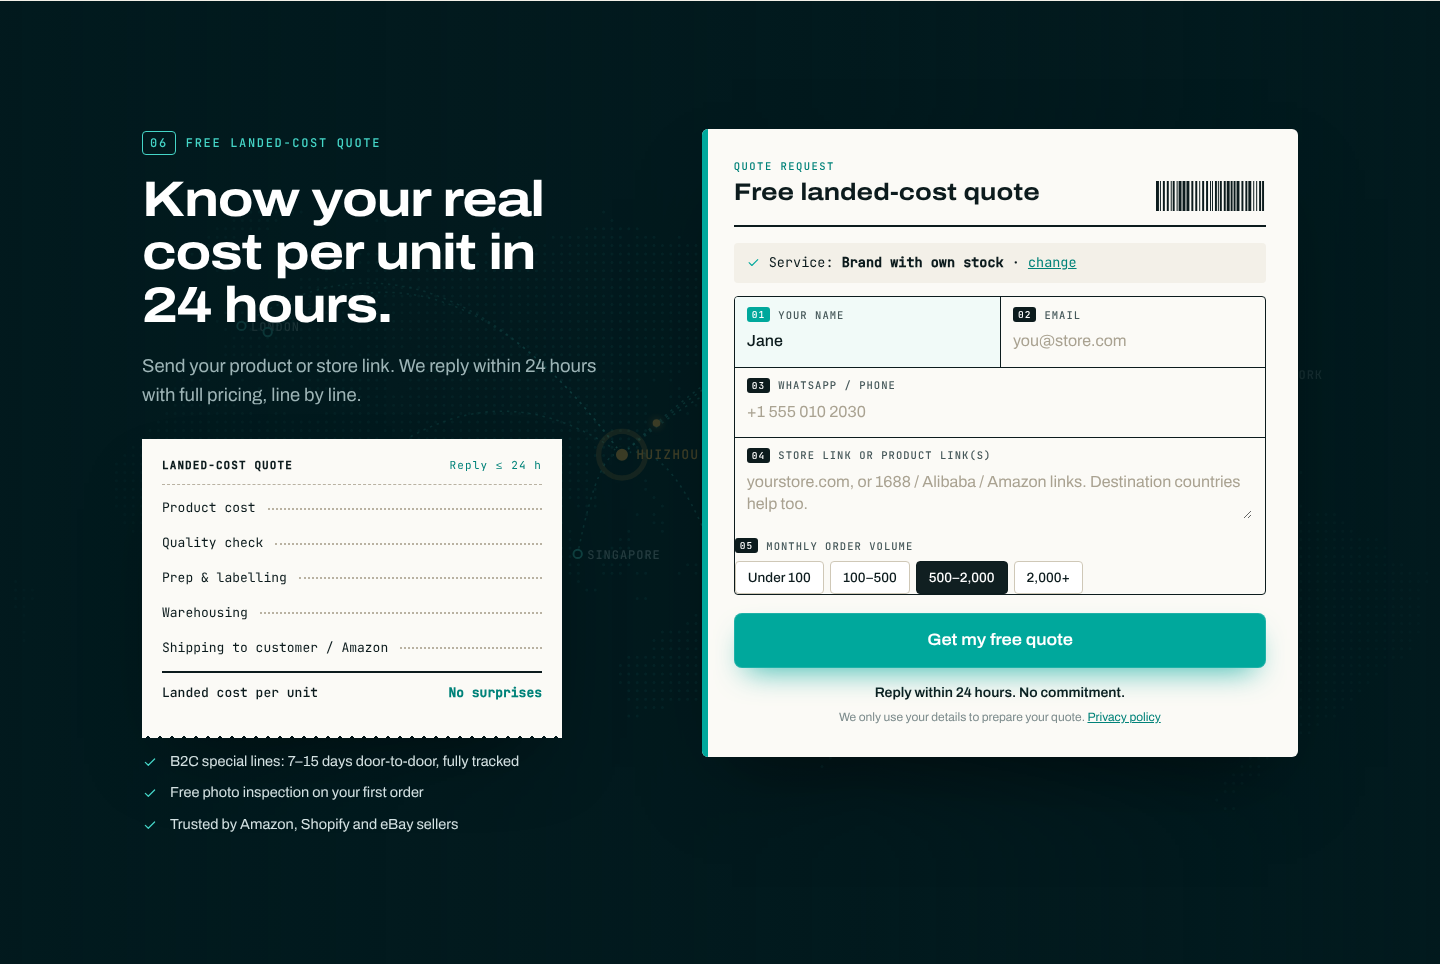 06 FREE LANDED-COST QUOTE
Know your real
cost per unit in
24 hours.
LONDON
Send your product or store link. We reply within 24 hours
with full pricing, line by line.
LANDED-COST QUOTE Reply ≤ 24 h
Product cost
Quality check
Prep & labelling
Warehousing
Shipping to customer / Amazon
Landed cost per unit No surprises
B2C special lines: 7–15 days door-to-door, fully tracked
Free photo inspection on your first order
Trusted by Amazon, Shopify and eBay sellers
HUIZHOU
SINGAPORE
QUOTE REQUEST
Free landed-cost quote
Service: Brand with own stock · change
01 YOUR NAME
Jane
02 EMAIL
you@store.com
03 WHATSAPP / PHONE
+1 555 010 2030
04 STORE LINK OR PRODUCT LINK(S)
yourstore.com, or 1688 / Alibaba / Amazon links. Destination countries
help too.
05 MONTHLY ORDER VOLUME
Under 100 100–500 500–2,000 2,000+
Get my free quote
Reply within 24 hours. No commitment.
We only use your details to prepare your quote. Privacy policy